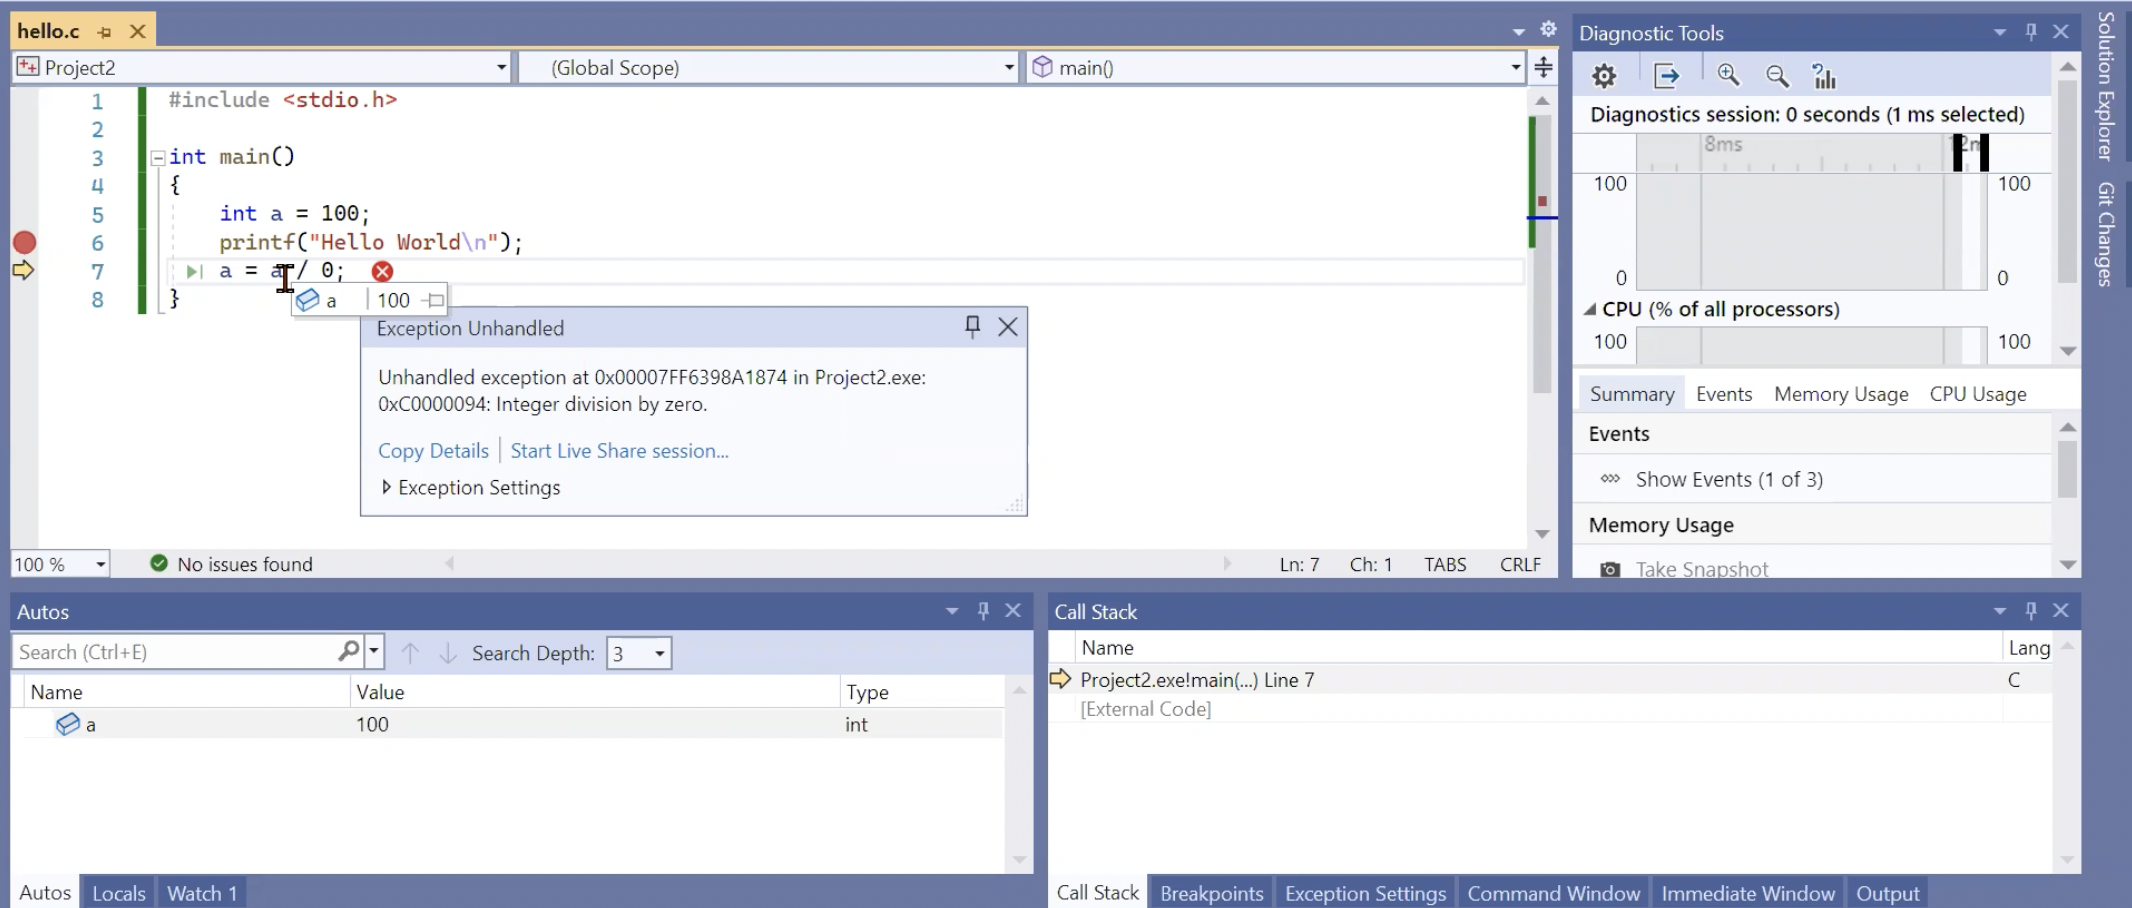 hello.c
Project2
(Global Scope)
main()
1 #include <stdio.h>
2
3 int main()
4 {
5 int a = 100;
6 printf("Hello World\n");
7 a = a / 0;
8 }
a 100
Exception Unhandled
Unhandled exception at 0x00007FF6398A1874 in Project2.exe:
0xC0000094: Integer division by zero.
Copy Details
Start Live Share session...
Exception Settings
100 %
No issues found
Ln: 7
Ch: 1
TABS
CRLF
Diagnostic Tools
Diagnostics session: 0 seconds (1 ms selected)
8ms
100
100
0
0
CPU (% of all processors)
100
100
Summary
Events
Memory Usage
CPU Usage
Events
Show Events (1 of 3)
Memory Usage
Take Snapshot
Solution Explorer
Git Changes
Autos
Search (Ctrl+E)
Search Depth:
3
Name Value Type
a 100 int
Autos
Locals
Watch 1
Call Stack
Name Lang
Project2.exe!main(...) Line 7 C
[External Code]
Call Stack
Breakpoints
Exception Settings
Command Window
Immediate Window
Output